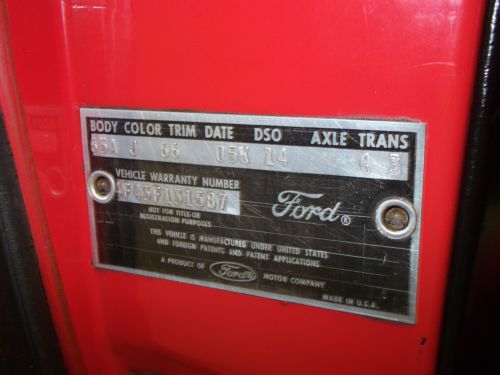 BODY COLOR TRIM DATE DSO AXLE TRANS
J 66 05K 14 4 3
VEHICLE WARRANTY NUMBER
NOT FOR TITLE OR
REGISTRATION PURPOSES
Ford®
THIS VEHICLE IS MANUFACTURED UNDER UNITED STATES
AND FOREIGN PATENTS AND PATENT APPLICATIONS
A PRODUCT OF Ford® MOTOR COMPANY
MADE IN U.S.A.